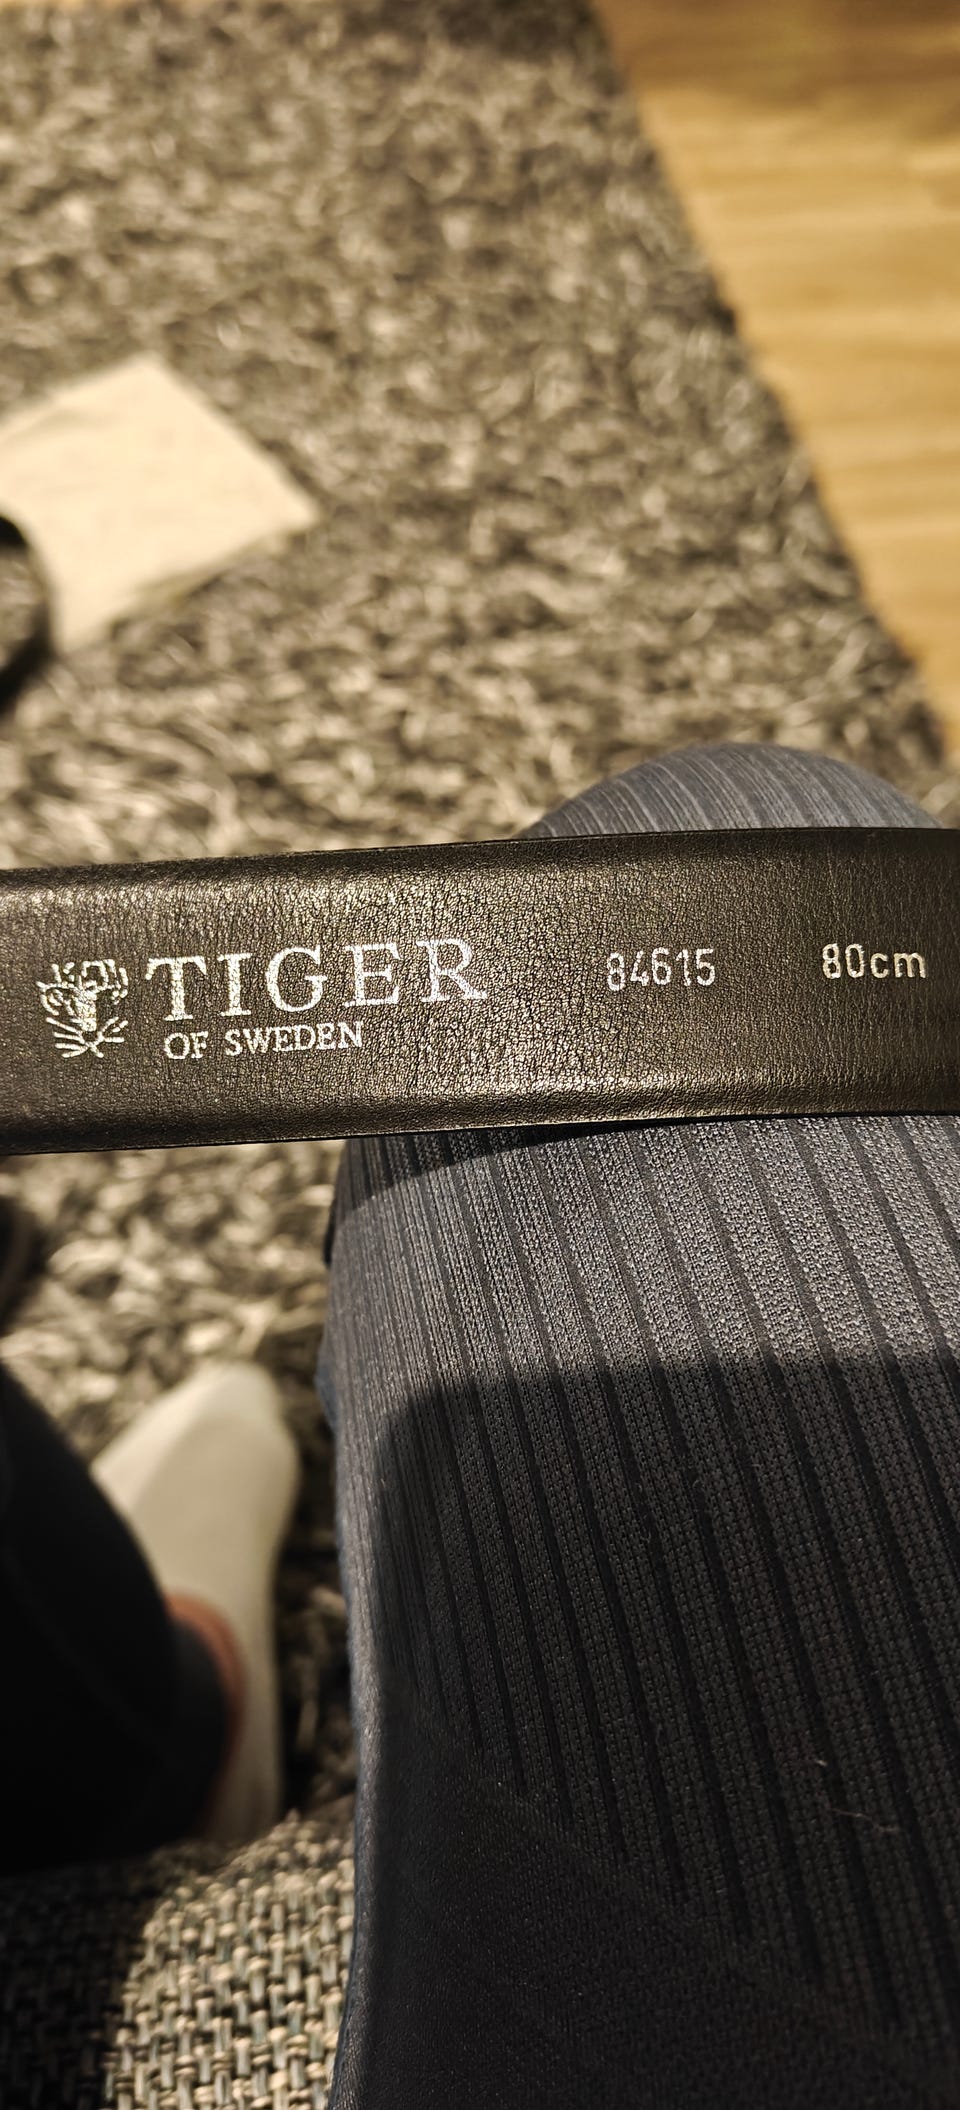 TIGER
OF SWEDEN
84615
80cm